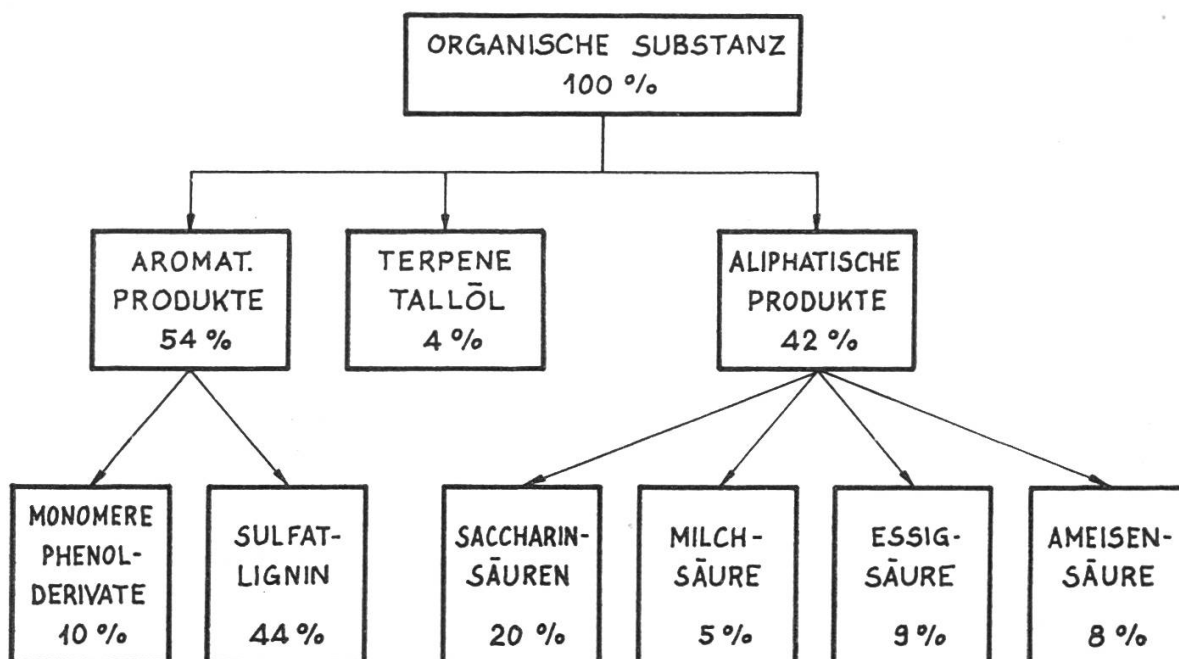 ORGANISCHE SUBSTANZ
100 %
AROMAT.
PRODUKTE
54 %
TERPENE
TALLÖL
4 %
ALIPHATISCHE
PRODUKTE
42 %
MONOMERE
PHENOL-
DERIVATE
10 %
SULFAT-
LIGNIN
44 %
SACCHARIN-
SÄUREN
20 %
MILCH-
SÄURE
5 %
ESSIG-
SÄURE
9 %
AMEISEN-
SÄURE
8 %